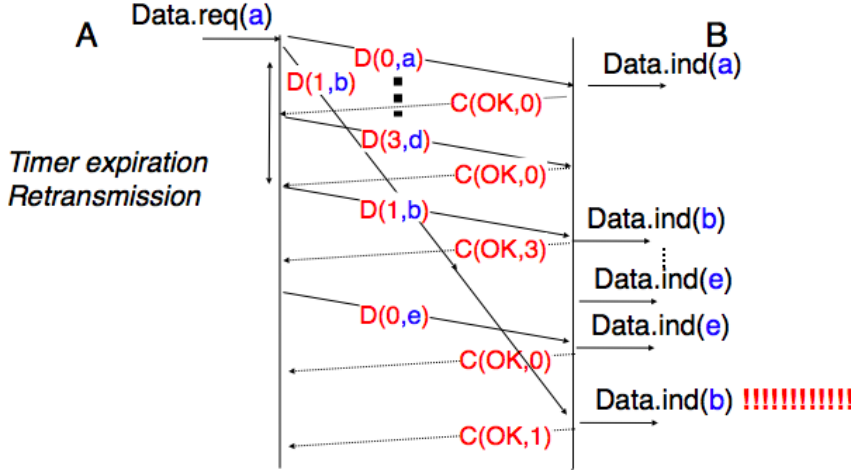 Data.req(a)
A
B
D(0,a)
Data.ind(a)
D(1,b)
C(OK,0)
D(3,d)
Timer expiration
Retransmission
C(OK,0)
D(1,b)
Data.ind(b)
C(OK,3)
Data.ind(e)
D(0,e)
Data.ind(e)
C(OK,0)
Data.ind(b) !!!!!!!!!!!!
C(OK,1)